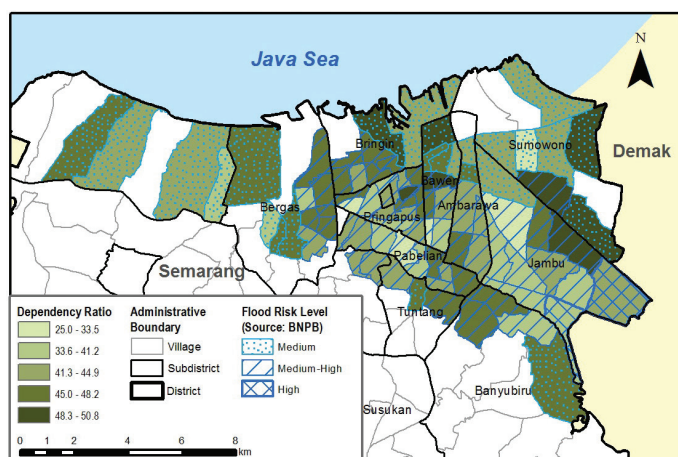 Java Sea
N
Bringin
Sumowono
Demak
Bawen
Bergas
Ambarawa
Pringapus
Pabelan
Semarang
Jambu
Tuntang
Banyubiru
Susukan
Dependency Ratio
25.0 - 33.5
33.6 - 41.2
41.3 - 44.9
45.0 - 48.2
48.3 - 50.8
Administrative
Boundary
Village
Subdistrict
District
Flood Risk Level
(Source: BNPB)
Medium
Medium-High
High
0 1 2 4 6 8
km